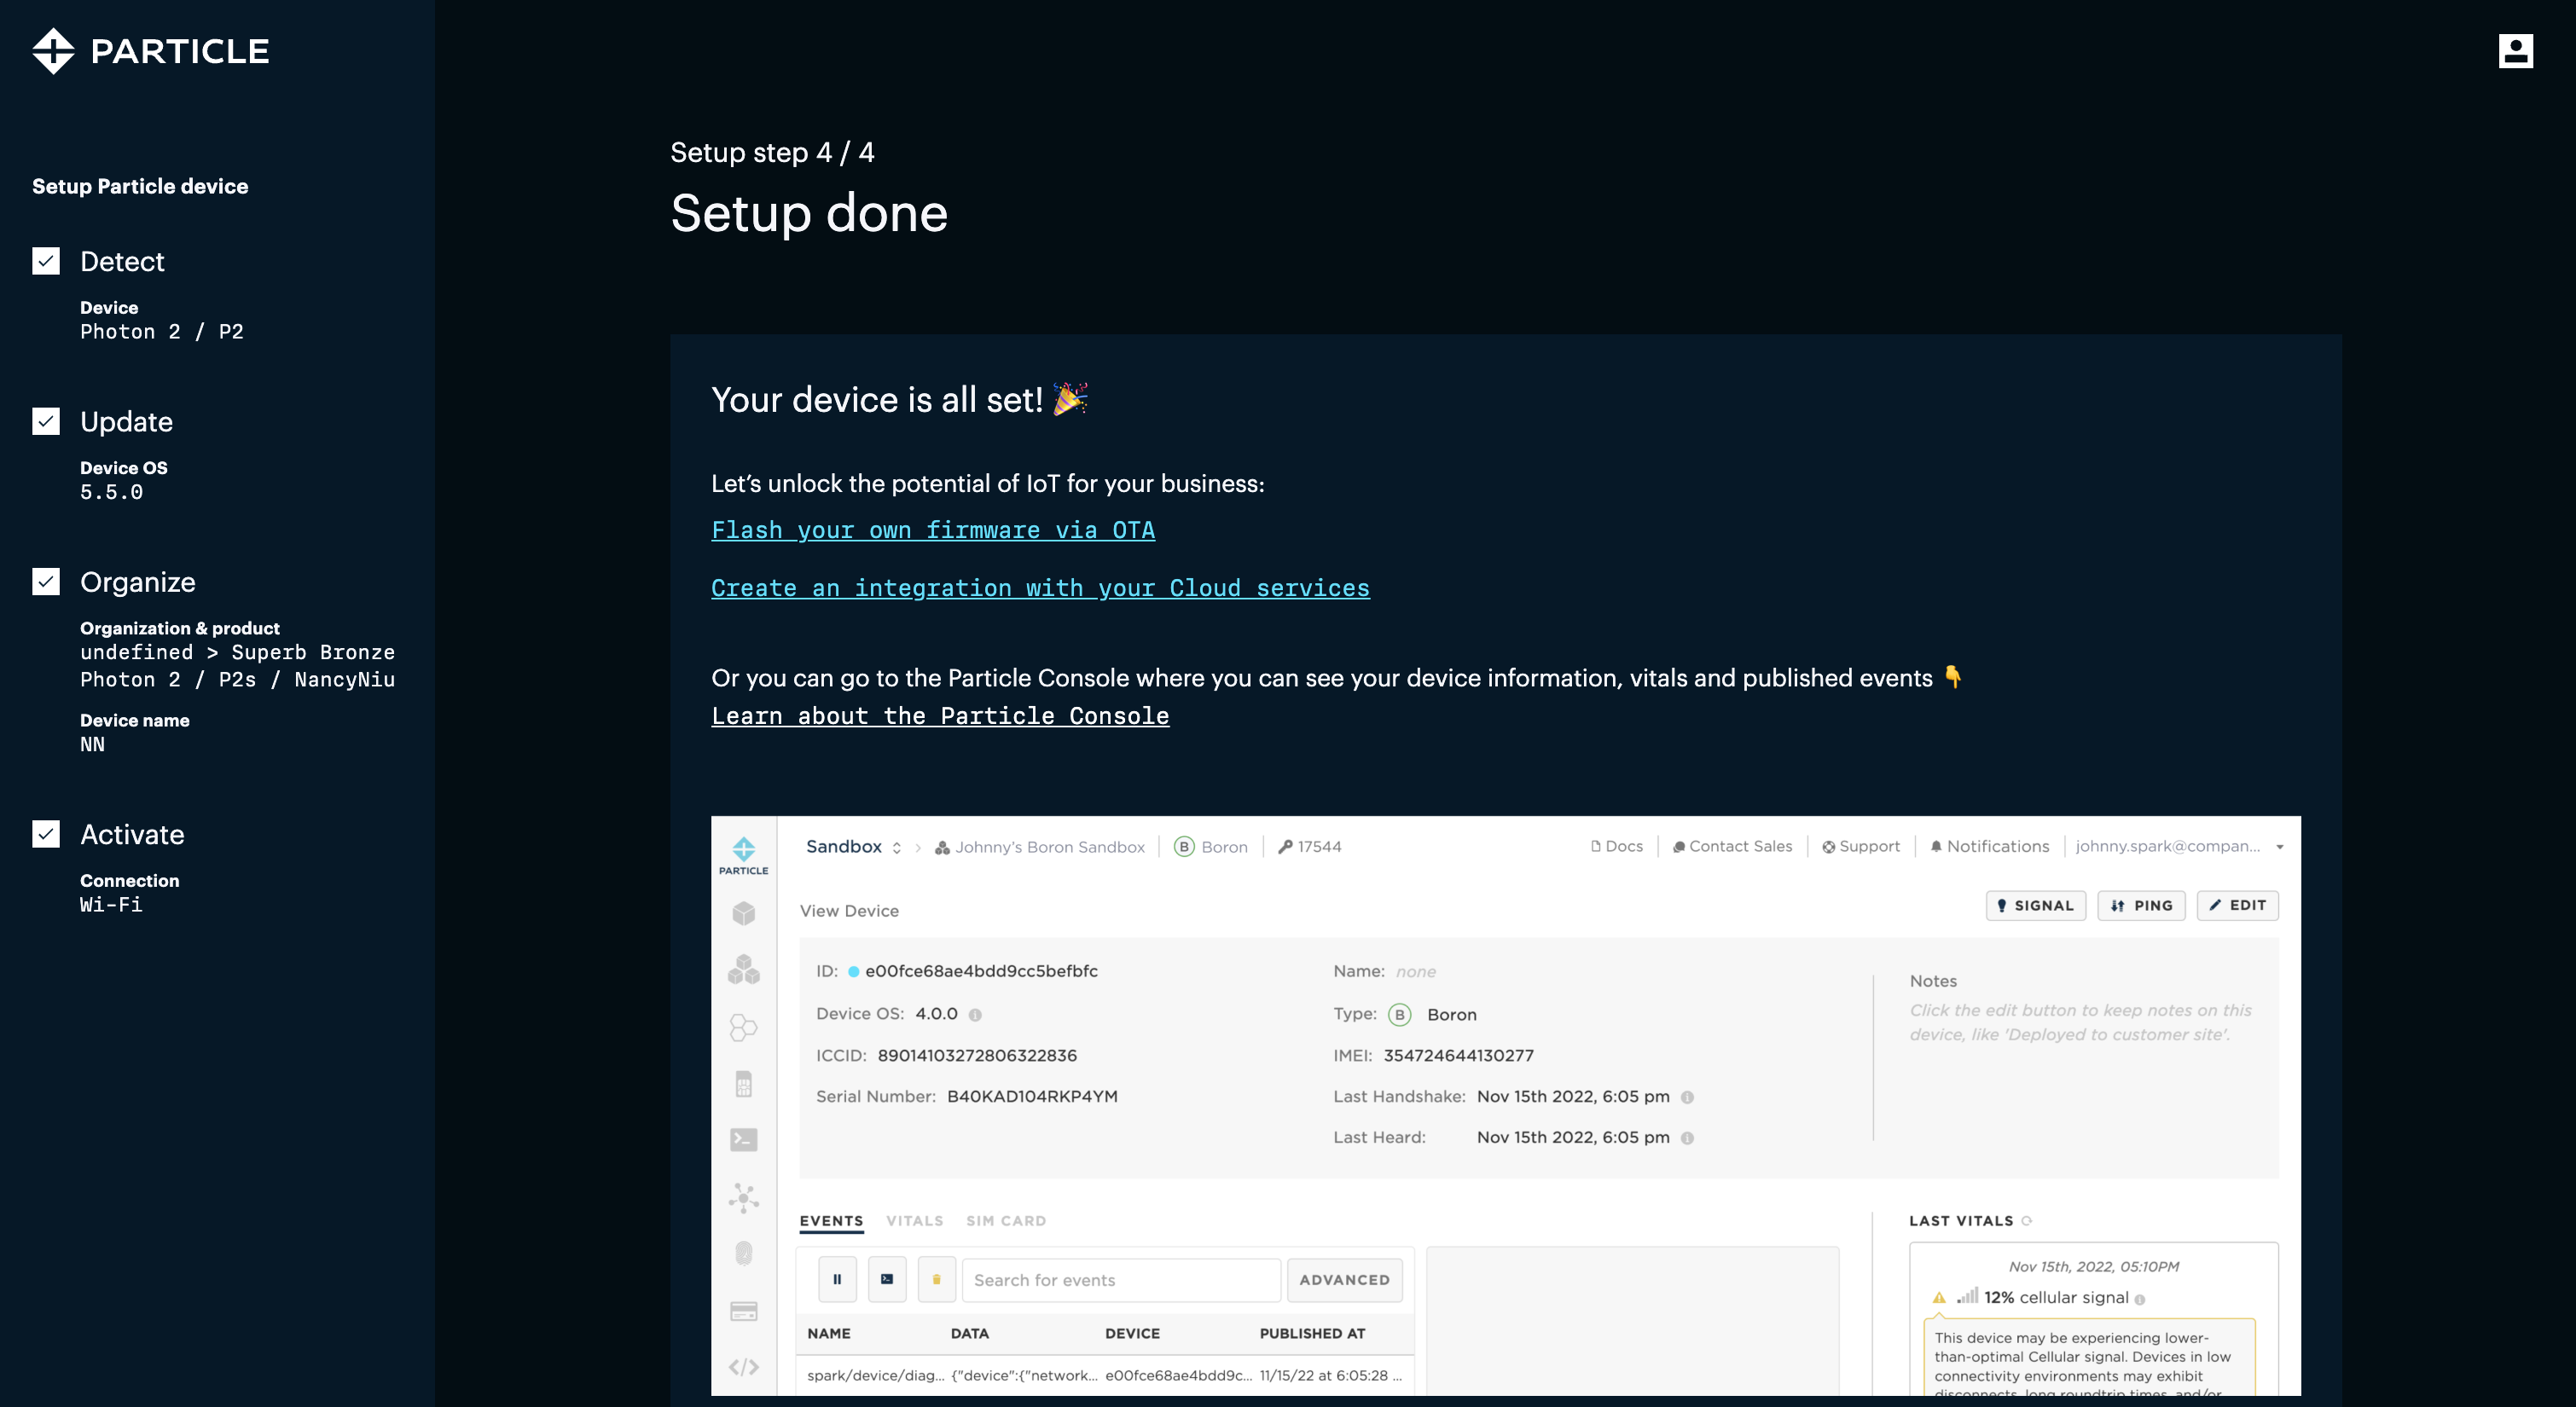 PARTICLE
Setup Particle device
Detect
Device
Photon 2 / P2
Update
Device OS
5.5.0
Organize
Organization & product
undefined > Superb Bronze
Photon 2 / P2s / NancyNiu
Device name
NN
Activate
Connection
Wi-Fi
Setup step 4 / 4
Setup done
Your device is all set! 🎉
Let’s unlock the potential of IoT for your business:
Flash your own firmware via OTA
Create an integration with your Cloud services
Or you can go to the Particle Console where you can see your device information, vitals and published events 👇
Learn about the Particle Console
PARTICLE
Sandbox Johnny’s Boron Sandbox B Boron 17544 Docs Contact Sales Support Notifications johnny.spark@compan...
View Device SIGNAL PING EDIT
ID: e00fce68ae4bdd9cc5befbfc
Device OS: 4.0.0
ICCID: 89014103272806322836
Serial Number: B40KAD104RKP4YM
Name: none
Type: B Boron
IMEI: 354724644130277
Last Handshake: Nov 15th 2022, 6:05 pm
Last Heard: Nov 15th 2022, 6:05 pm
Notes
Click the edit button to keep notes on this
device, like 'Deployed to customer site'.
EVENTS VITALS SIM CARD
Search for events ADVANCED
NAME DATA DEVICE PUBLISHED AT
spark/device/diag... {"device":{"network... e00fce68ae4bdd9c... 11/15/22 at 6:05:28 ...
LAST VITALS
Nov 15th, 2022, 05:10PM
12% cellular signal
This device may be experiencing lower-
than-optimal Cellular signal. Devices in low
connectivity environments may exhibit
disconnects, long roundtrip times, and/or